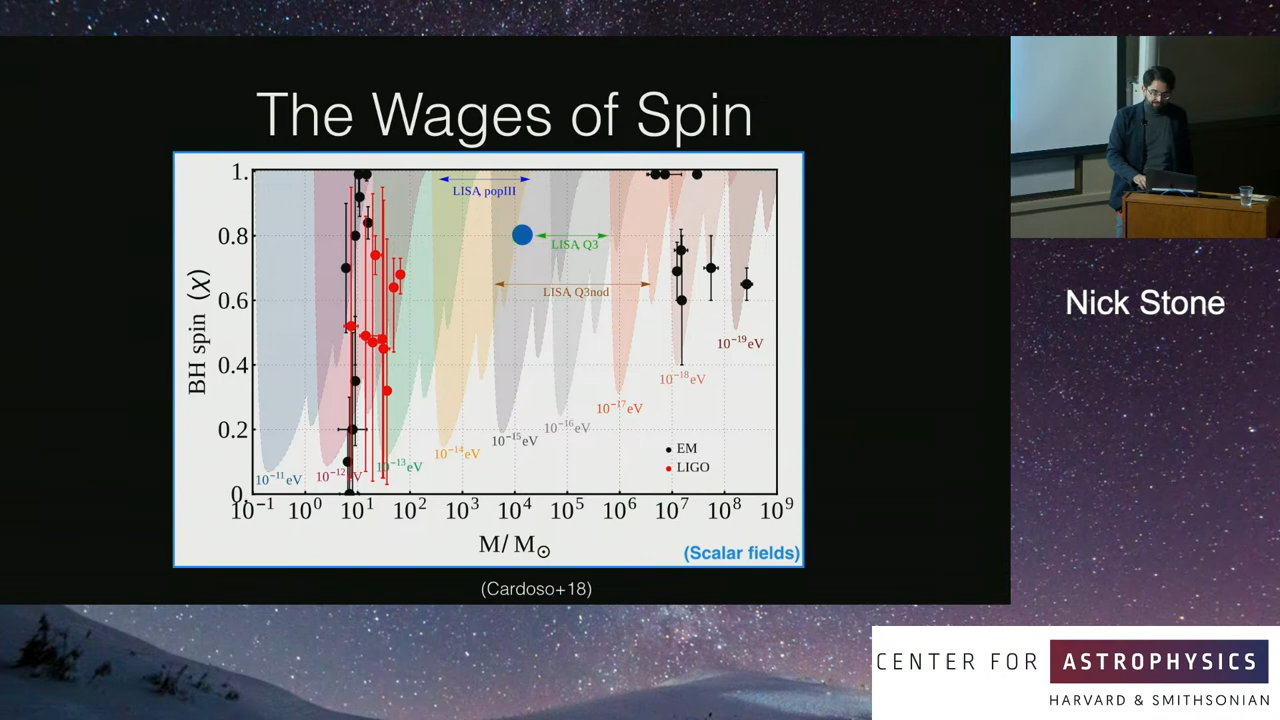 The Wages of Spin
1.
0.8
0.6
0.4
0.2
0.
BH spin (χ)
LISA popIII
LISA Q3
LISA Q3nod
10⁻¹¹eV
10⁻¹²eV
10⁻¹³eV
10⁻¹⁴eV
10⁻¹⁵eV
10⁻¹⁶eV
10⁻¹⁷eV
10⁻¹⁸eV
10⁻¹⁹eV
EM
LIGO
10⁻¹ 10⁰ 10¹ 10² 10³ 10⁴ 10⁵ 10⁶ 10⁷ 10⁸ 10⁹
M/ M☉
(Scalar fields)
(Cardoso+18)
Nick Stone
CENTER FOR ASTROPHYSICS
HARVARD & SMITHSONIAN